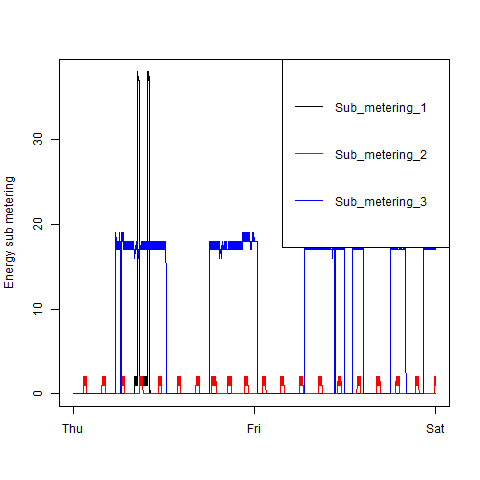 Energy sub metering
30
20
10
0
Thu
Fri
Sat
Sub_metering_1
Sub_metering_2
Sub_metering_3